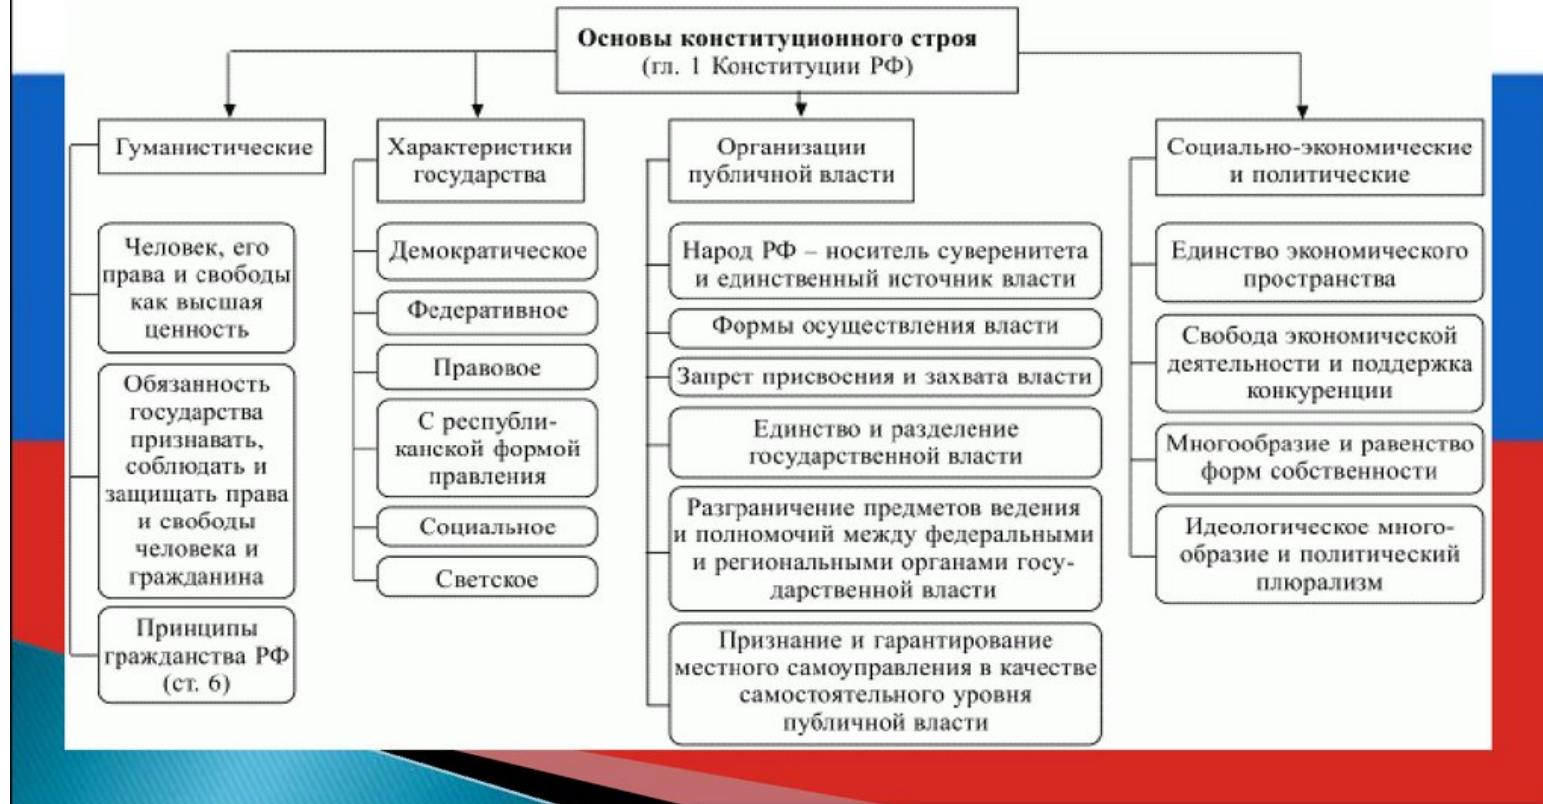 Основы конституционного строя
(гл. 1 Конституции РФ)
Гуманистические
Человек, его
права и свободы
как высшая
ценность
Обязанность
государства
признавать,
соблюдать и
защищать права
и свободы
человека и
гражданина
Принципы
гражданства РФ
(ст. 6)
Характеристики
государства
Демократическое
Федеративное
Правовое
С республи-
канской формой
правления
Социальное
Светское
Организации
публичной власти
Народ РФ – носитель суверенитета
и единственный источник власти
Формы осуществления власти
Запрет присвоения и захвата власти
Единство и разделение
государственной власти
Разграничение предметов ведения
и полномочий между федеральными
и региональными органами госу-
дарственной власти
Признание и гарантирование
местного самоуправления в качестве
самостоятельного уровня
публичной власти
Социально-экономические
и политические
Единство экономического
пространства
Свобода экономической
деятельности и поддержка
конкуренции
Многообразие и равенство
форм собственности
Идеологическое много-
образие и политический
плюрализм